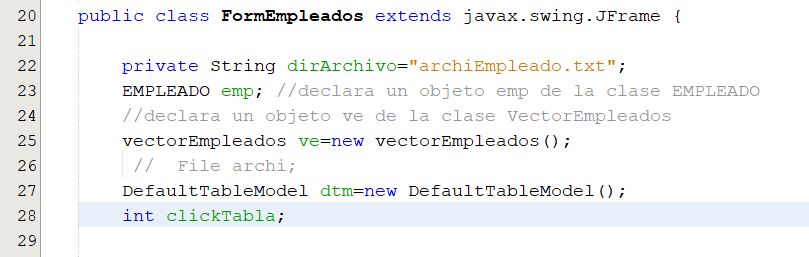 20 public class FormEmpleados extends javax.swing.JFrame {
21
22 private String dirArchivo="archiEmpleado.txt";
23 EMPLEADO emp; //declara un objeto emp de la clase EMPLEADO
24 //declara un objeto ve de la clase VectorEmpleados
25 vectorEmpleados ve=new vectorEmpleados();
26 // File archi;
27 DefaultTableModel dtm=new DefaultTableModel();
28 int clickTabla;
29